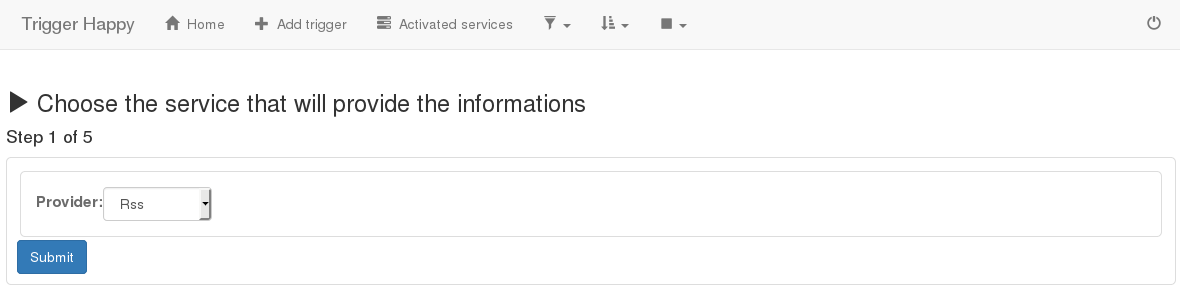 Trigger Happy Home Add trigger Activated services
Choose the service that will provide the informations
Step 1 of 5
Provider: Rss
Submit